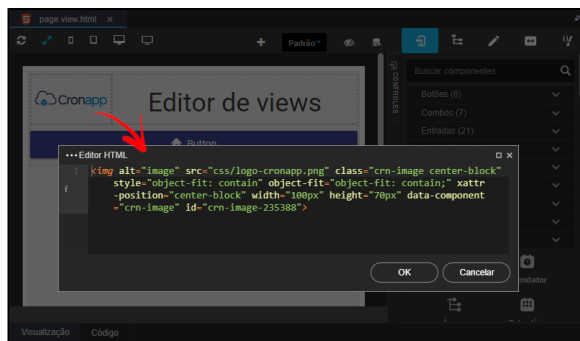 page.view.html ×
Padrão
Buscar componentes
CONTROLES
Botões (6)
Combos (7)
Entradas (21)
Cronapp
Editor de views
Button
Editor HTML
1 <img alt="image" src="css/logo-cronapp.png" class="crn-image center-block"
style="object-fit: contain" object-fit="object-fit: contain;" xattr
-position="center-block" width="100px" height="70px" data-component
="crn-image" id="crn-image-235388">
i
OK Cancelar
Visualização Código